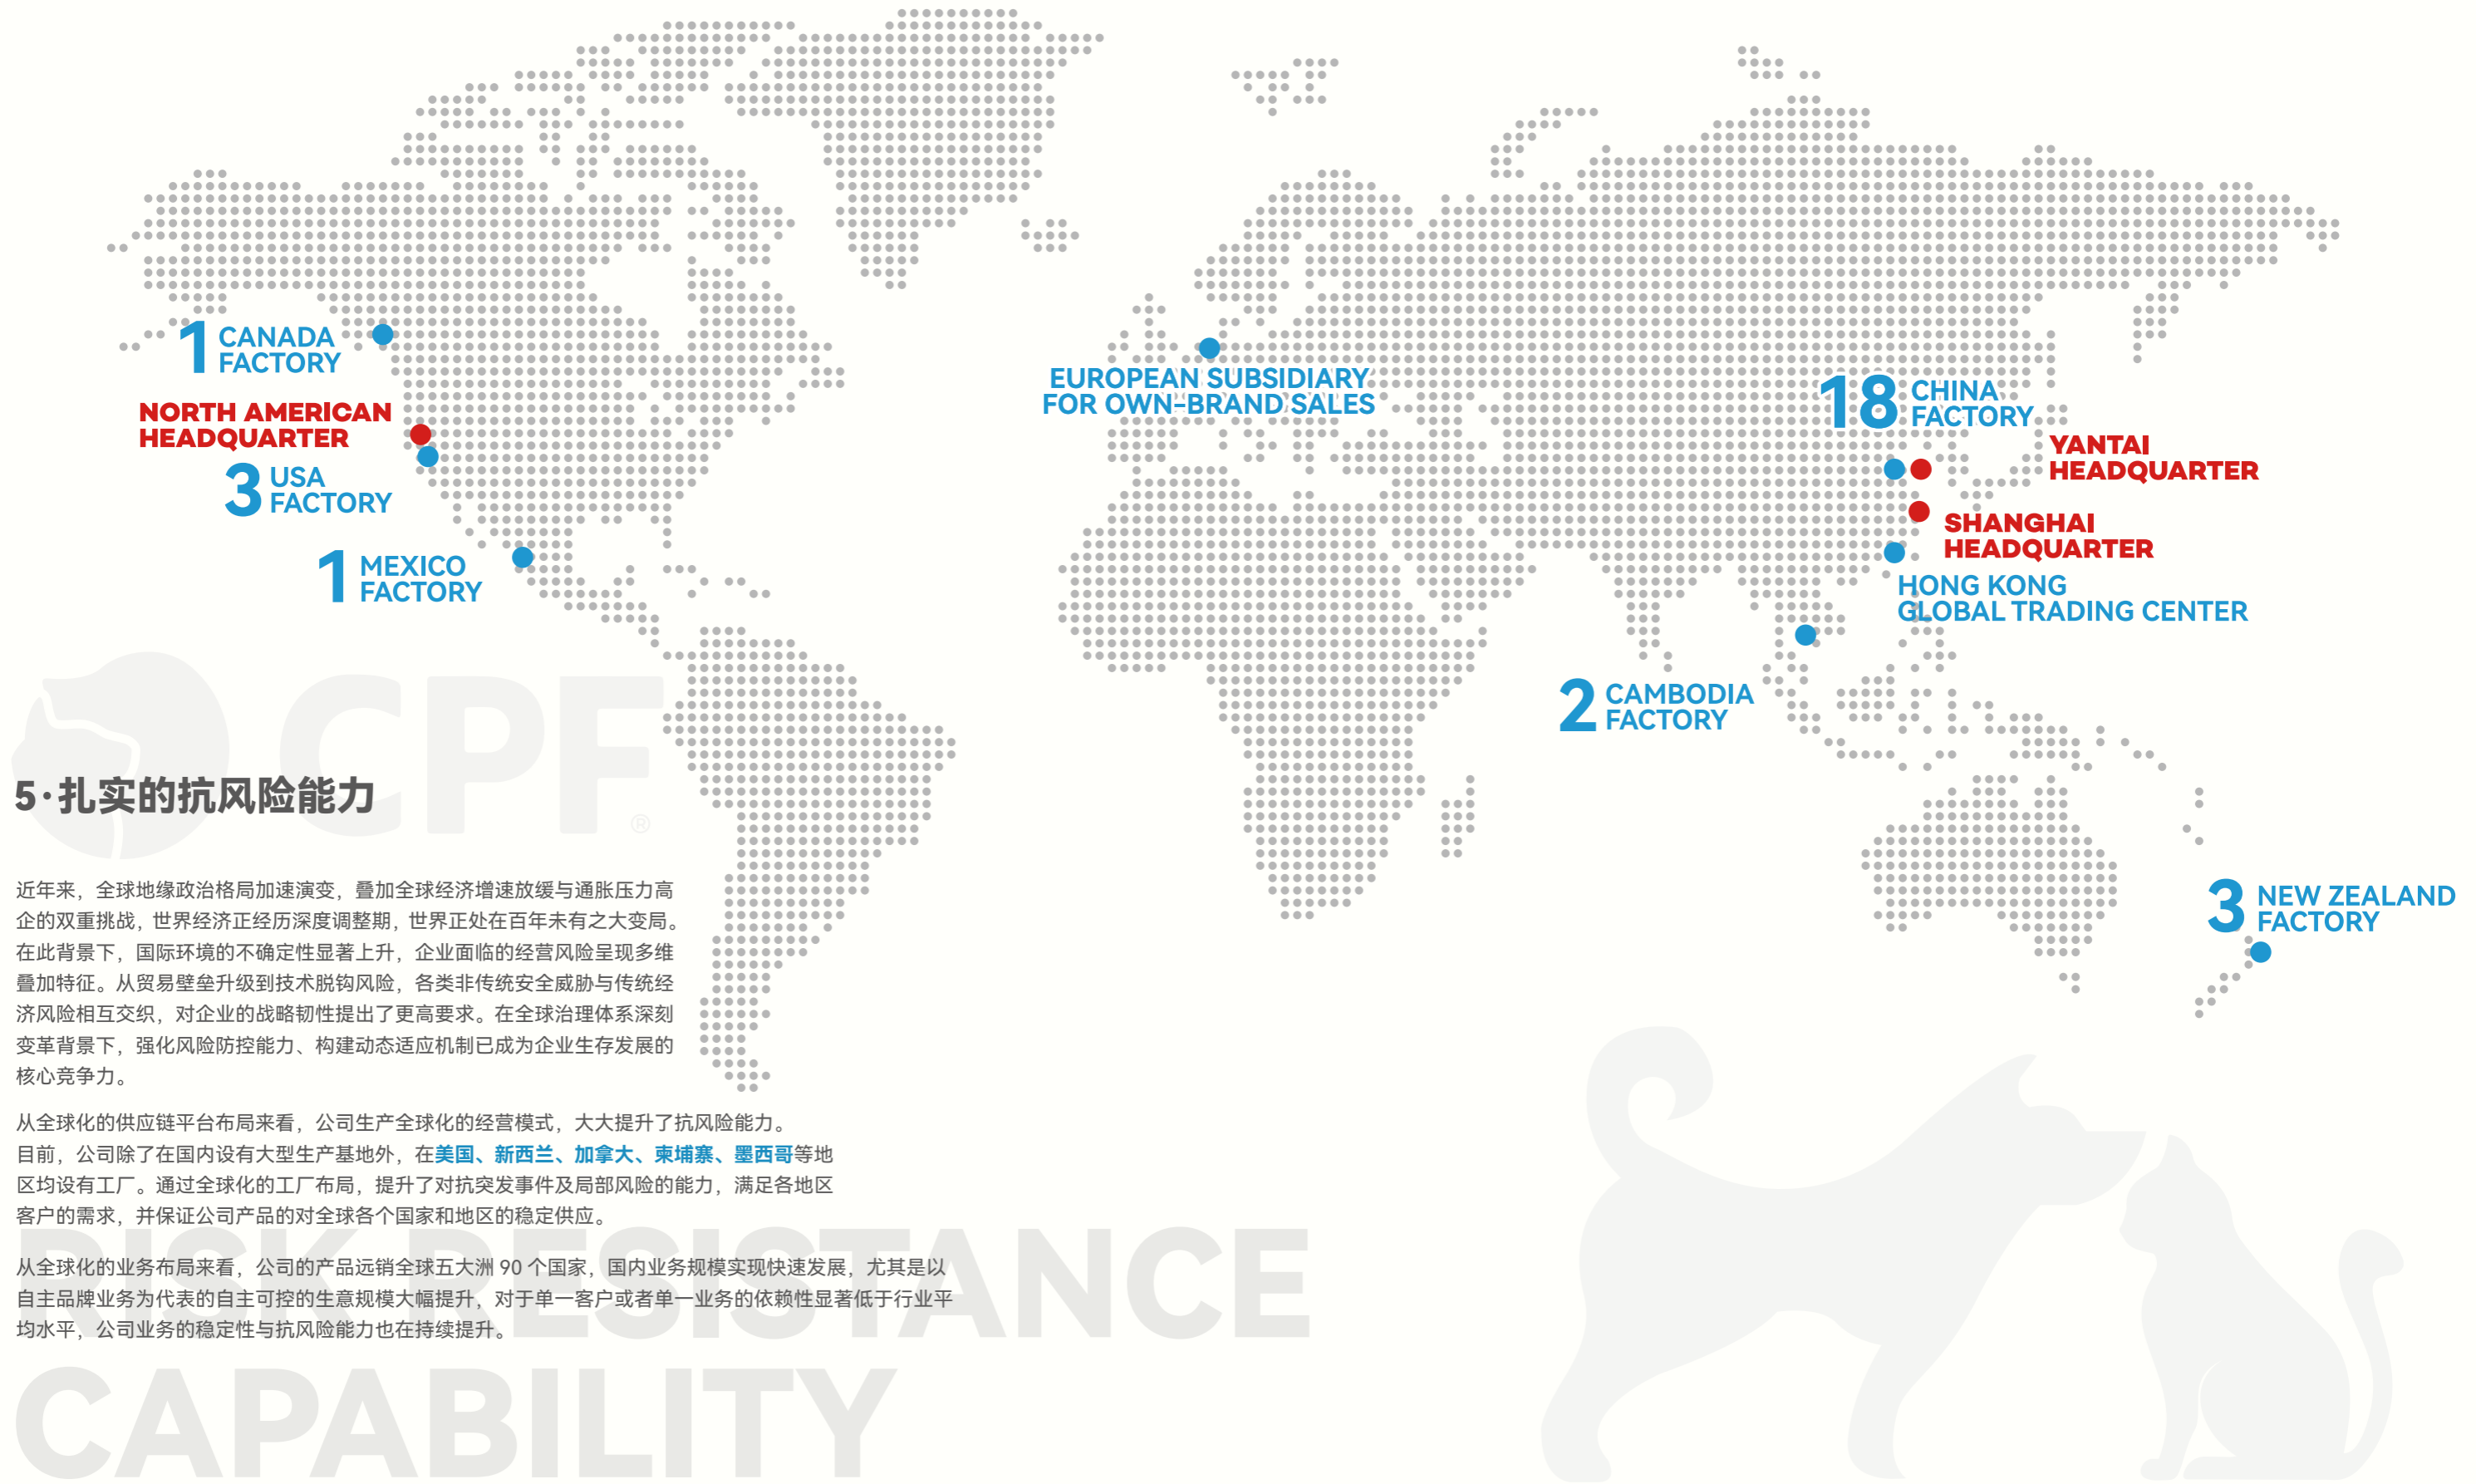 1 CANADA
FACTORY
NORTH AMERICAN
HEADQUARTER
3 USA
FACTORY
1 MEXICO
FACTORY
EUROPEAN SUBSIDIARY
FOR OWN-BRAND SALES
18 CHINA
FACTORY
YANTAI
HEADQUARTER
SHANGHAI
HEADQUARTER
HONG KONG
GLOBAL TRADING CENTER
2 CAMBODIA
FACTORY
3 NEW ZEALAND
FACTORY
CPF®
5·扎实的抗风险能力
近年来，全球地缘政治格局加速演变，叠加全球经济增速放缓与通胀压力高
企的双重挑战，世界经济正经历深度调整期，世界正处在百年未有之大变局。
在此背景下，国际环境的不确定性显著上升，企业面临的经营风险呈现多维
叠加特征。从贸易壁垒升级到技术脱钩风险，各类非传统安全威胁与传统经
济风险相互交织，对企业的战略韧性提出了更高要求。在全球治理体系深刻
变革背景下，强化风险防控能力、构建动态适应机制已成为企业生存发展的
核心竞争力。
从全球化的供应链平台布局来看，公司生产全球化的经营模式，大大提升了抗风险能力。
目前，公司除了在国内设有大型生产基地外，在美国、新西兰、加拿大、柬埔寨、墨西哥等地
区均设有工厂。通过全球化的工厂布局，提升了对抗突发事件及局部风险的能力，满足各地区
客户的需求，并保证公司产品的对全球各个国家和地区的稳定供应。
从全球化的业务布局来看，公司的产品远销全球五大洲 90 个国家，国内业务规模实现快速发展，尤其是以
自主品牌业务为代表的自主可控的生意规模大幅提升，对于单一客户或者单一业务的依赖性显著低于行业平
均水平，公司业务的稳定性与抗风险能力也在持续提升。
RISK RESISTANCE
CAPABILITY